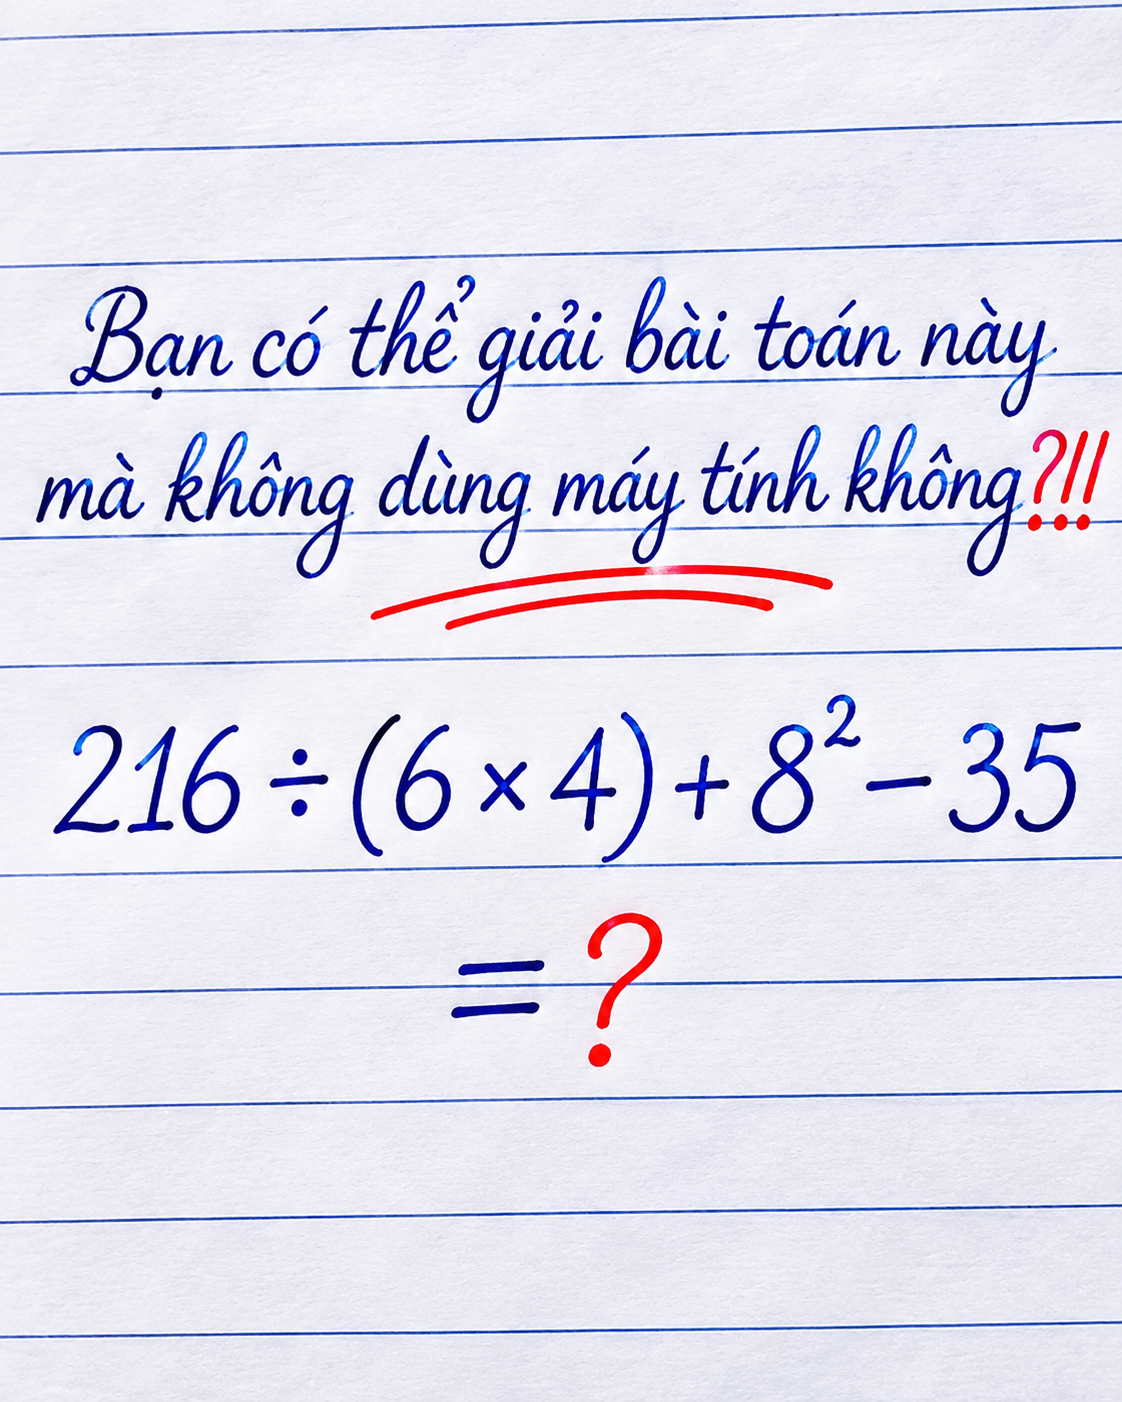 Bạn có thể giải bài toán này
mà không dùng máy tính không?!!
216 ÷ (6 × 4) + 8² − 35
= ?